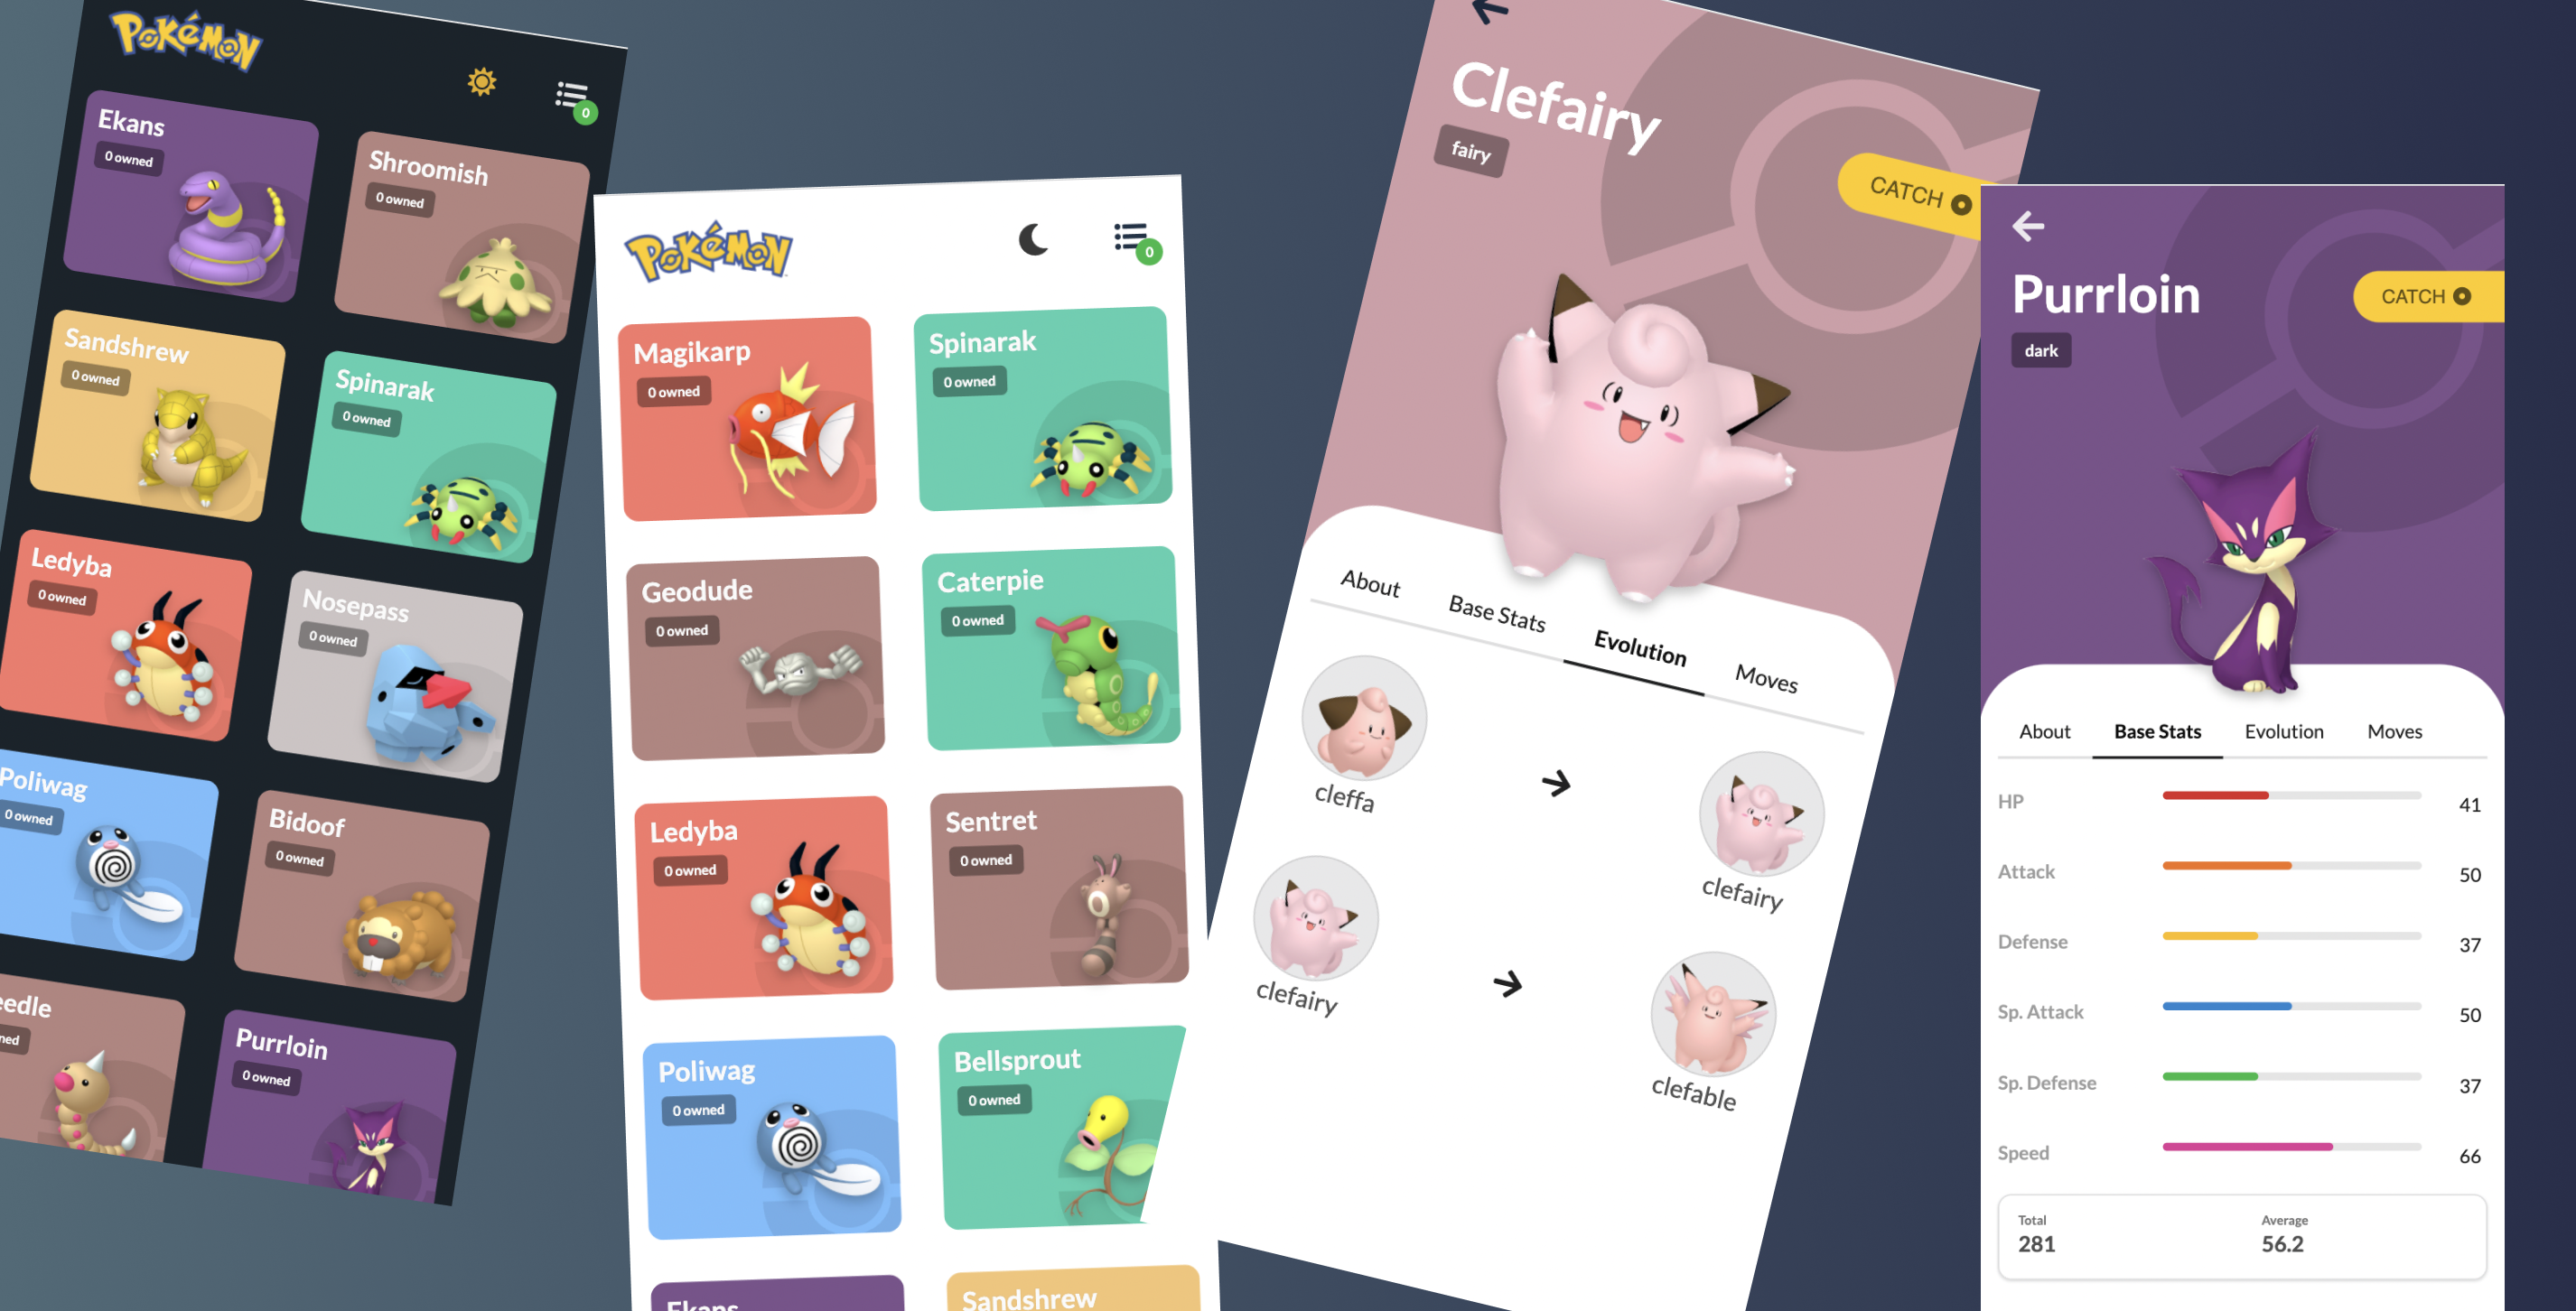 Pokémon
0
Ekans
0 owned
Shroomish
0 owned
Sandshrew
0 owned
Spinarak
0 owned
Ledyba
0 owned
Nosepass
0 owned
Poliwag
0 owned
Bidoof
0 owned
eedle
ned
Purrloin
0 owned
Pokémon
0
Magikarp
0 owned
Spinarak
0 owned
Geodude
0 owned
Caterpie
0 owned
Ledyba
0 owned
Sentret
0 owned
Poliwag
0 owned
Bellsprout
0 owned
Ekans
Sandshrew
Clefairy
fairy
CATCH
About Base Stats Evolution Moves
cleffa
clefairy
clefairy
clefable
Purrloin
CATCH
dark
About Base Stats Evolution Moves
HP 41
Attack 50
Defense 37
Sp. Attack 50
Sp. Defense 37
Speed 66
Total Average
281 56.2